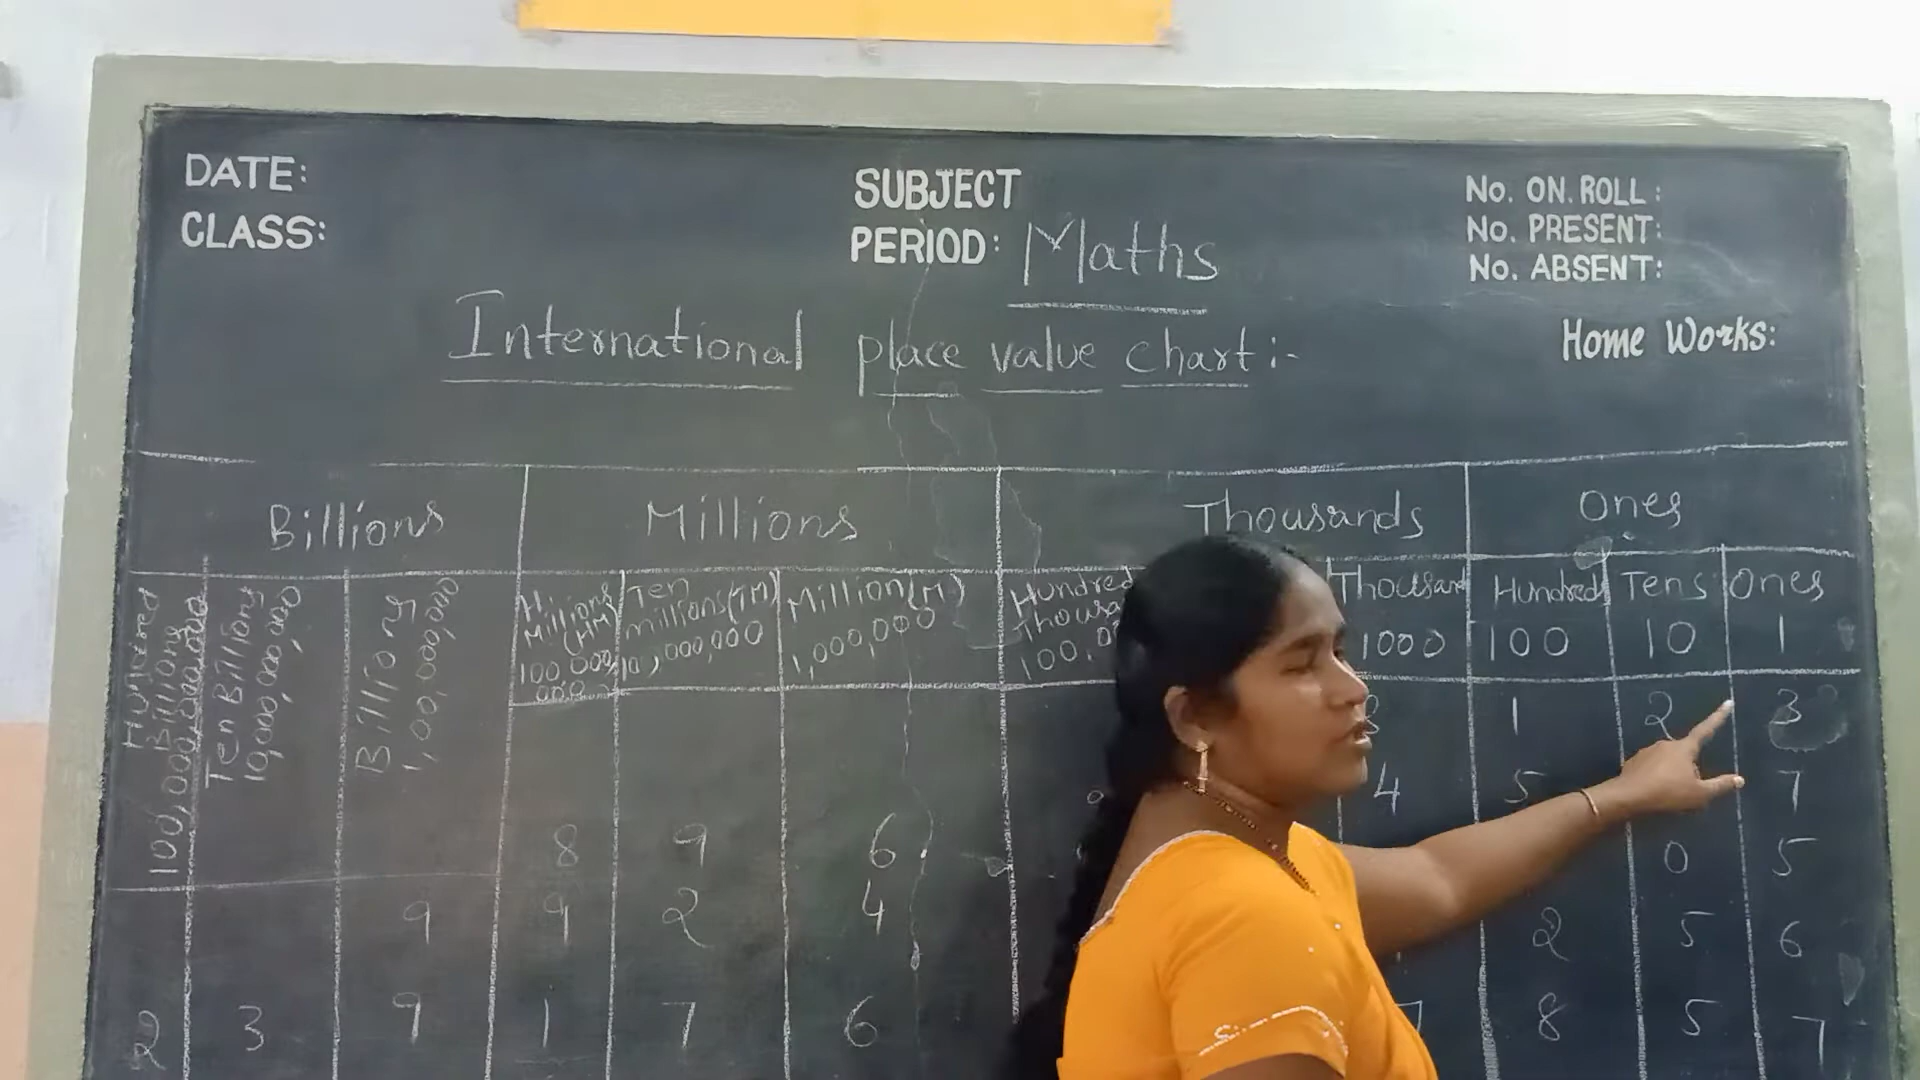 DATE:
CLASS:
SUBJECT
PERIOD: Maths
No. ON. ROLL :
No. PRESENT:
No. ABSENT:
Home Works:
International place value chart :-
Billions Millions Thousands Ones
Hundred Billions 100,000,000,000
Ten Billions 10,000,000,000
Billions 1,000,000,000
H. Millions Millions (HM) 100,000,000
Ten millions (TM) 10,000,000
Million (M) 1,000,000
Hundred
Thousand 1000
Hundreds 100
Tens 10
Ones 1
1 2 3
4 5 7
8 9 6 0 5
9 9 2 4 2 5 6
2 3 9 1 7 6 7 8 5 7